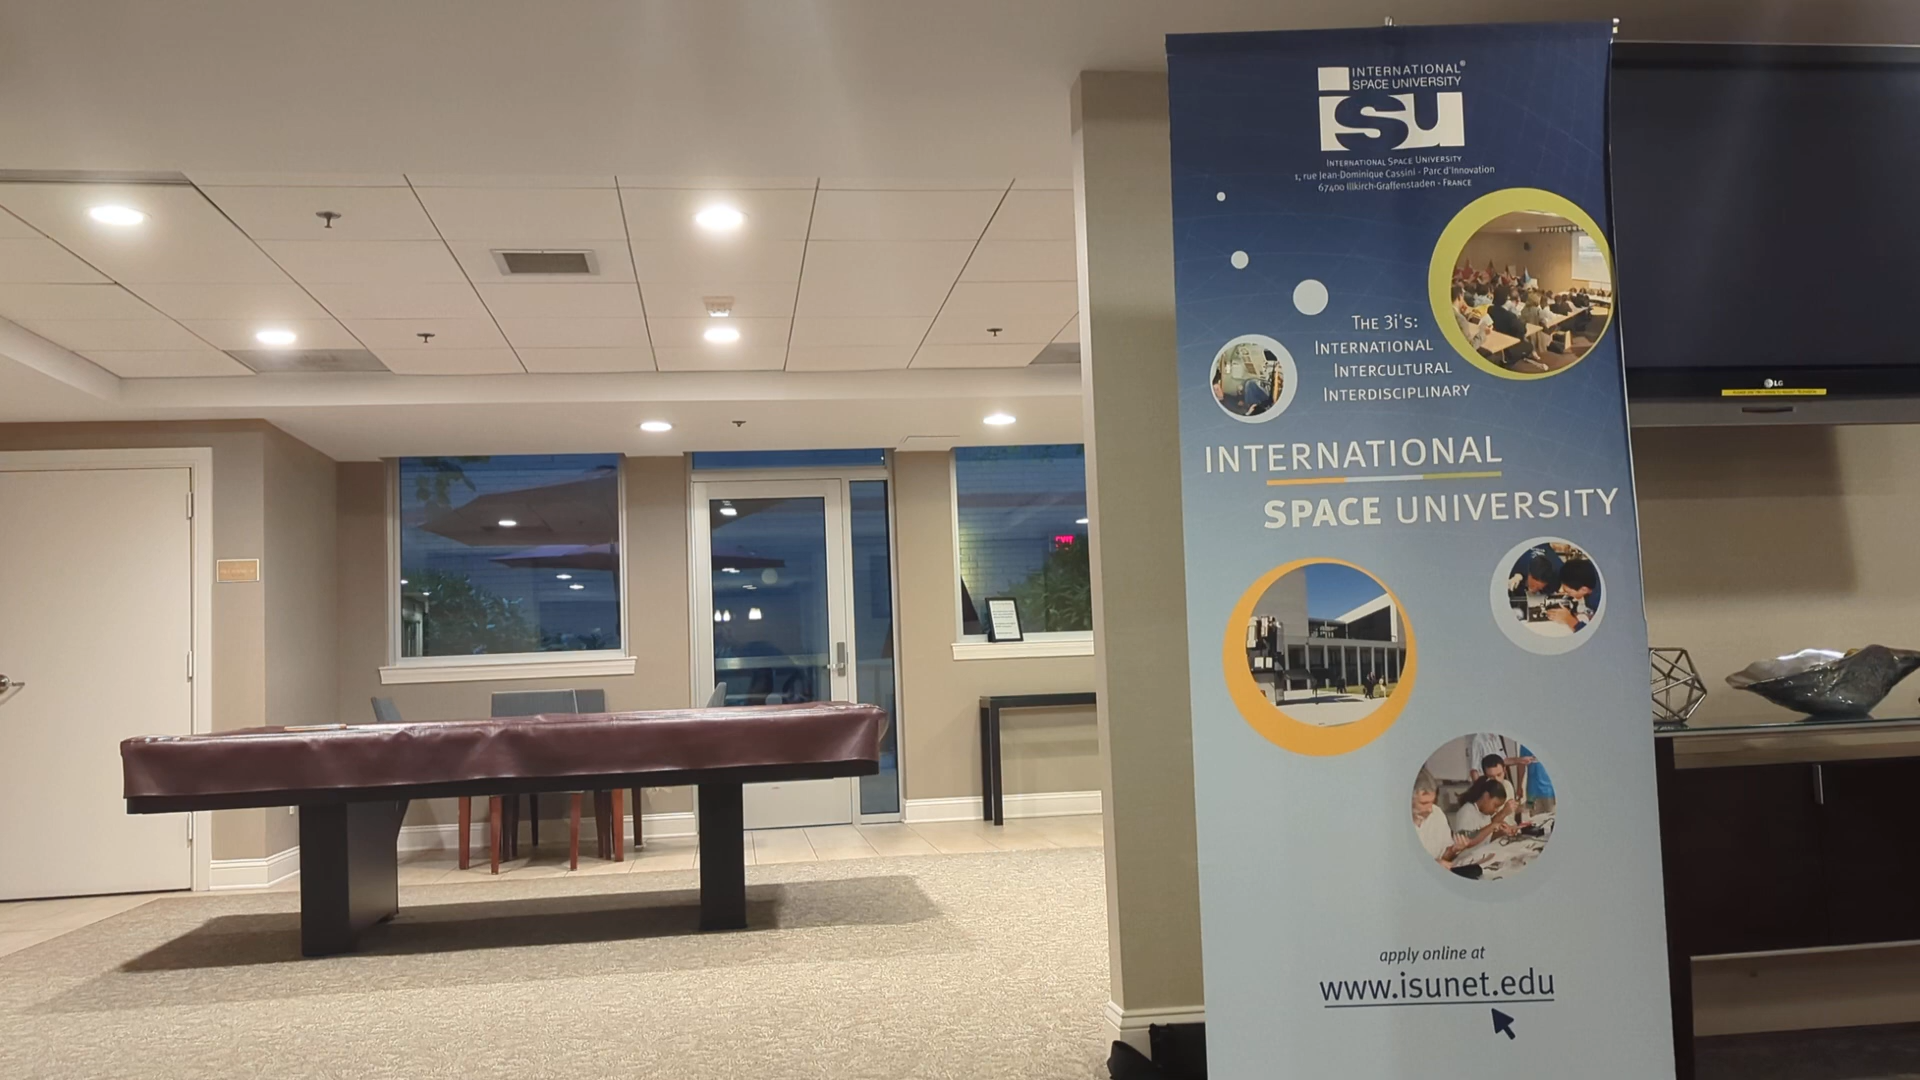 INTERNATIONAL®
SPACE UNIVERSITY
isu
INTERNATIONAL SPACE UNIVERSITY
1, rue Jean-Dominique Cassini - Parc d'Innovation
67400 Illkirch-Graffenstaden - FRANCE
THE 3i's:
INTERNATIONAL
INTERCULTURAL
INTERDISCIPLINARY
INTERNATIONAL
SPACE UNIVERSITY
apply online at
www.isunet.edu
LG
EXIT